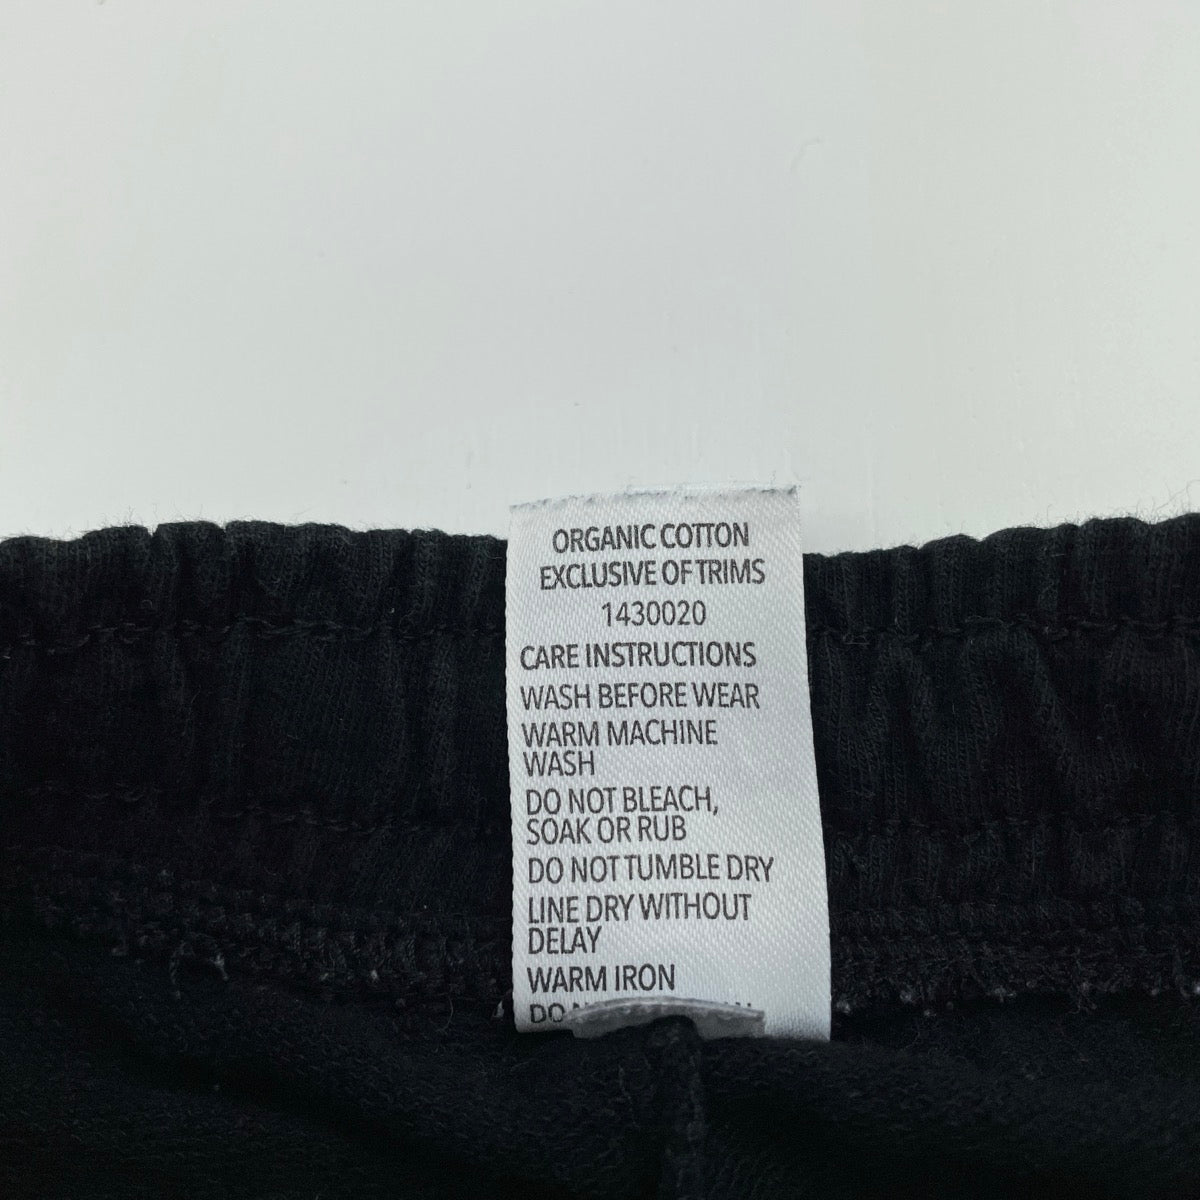 ORGANIC COTTON
EXCLUSIVE OF TRIMS
1430020
CARE INSTRUCTIONS
WASH BEFORE WEAR
WARM MACHINE
WASH
DO NOT BLEACH,
SOAK OR RUB
DO NOT TUMBLE DRY
LINE DRY WITHOUT
DELAY
WARM IRON
DO